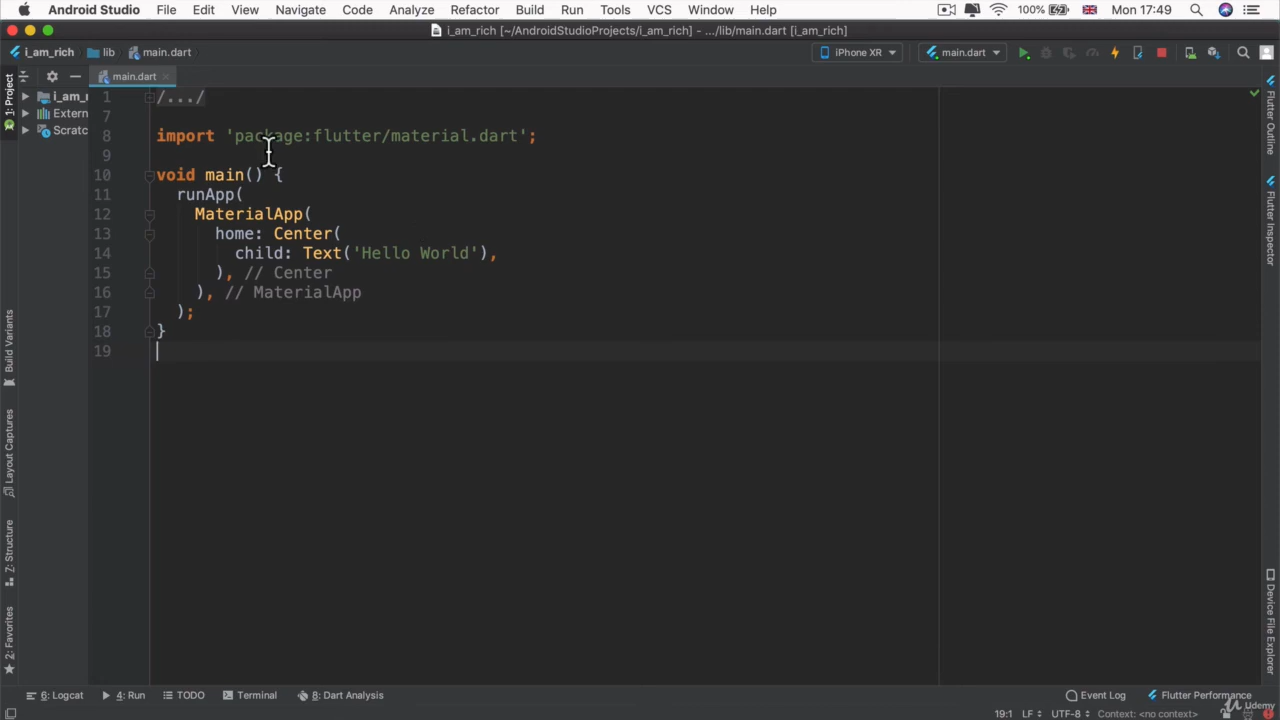 Android Studio File Edit View Navigate Code Analyze Refactor Build Run Tools VCS Window Help 100% Mon 17:49
i_am_rich [~/AndroidStudioProjects/i_am_rich] - .../lib/main.dart [i_am_rich]
i_am_rich lib main.dart iPhone XR main.dart
main.dart
1: Project
i_am_r
Extern
Scratc
Build Variants
Layout Captures
7: Structure
2: Favorites
1 /.../
7
8 import 'package:flutter/material.dart';
9
10 void main() {
11 runApp(
12 MaterialApp(
13 home: Center(
14 child: Text('Hello World'),
15 ), // Center
16 ), // MaterialApp
17 );
18 }
19
Flutter Outline
Flutter Inspector
Device File Explorer
6: Logcat 4: Run TODO Terminal 8: Dart Analysis Event Log Flutter Performance
19:1 LF UTF-8 Context: <no context>
Udemy